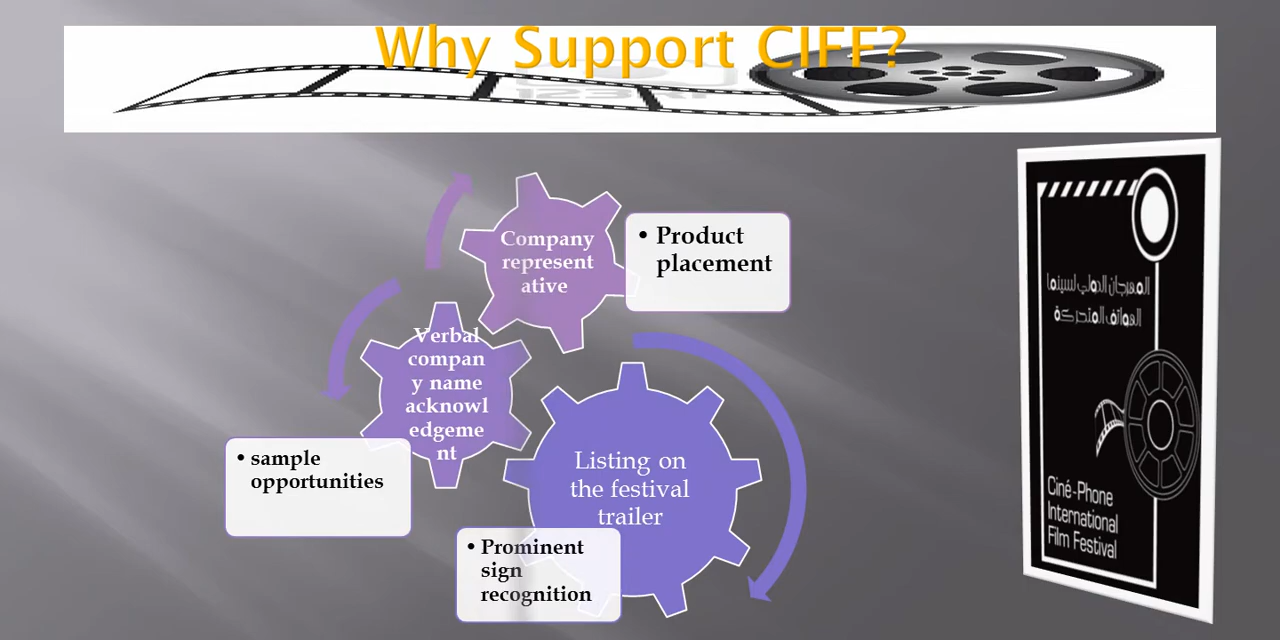 Why Support CIFF?
Company
represent
ative
• Product
placement
Verbal
compan
y name
acknowl
edgeme
nt
• sample
opportunities
Listing on
the festival
trailer
• Prominent
sign
recognition
المهرجان الدولي لسينما
الهواتف المتحركة
Ciné-Phone
International
Film Festival